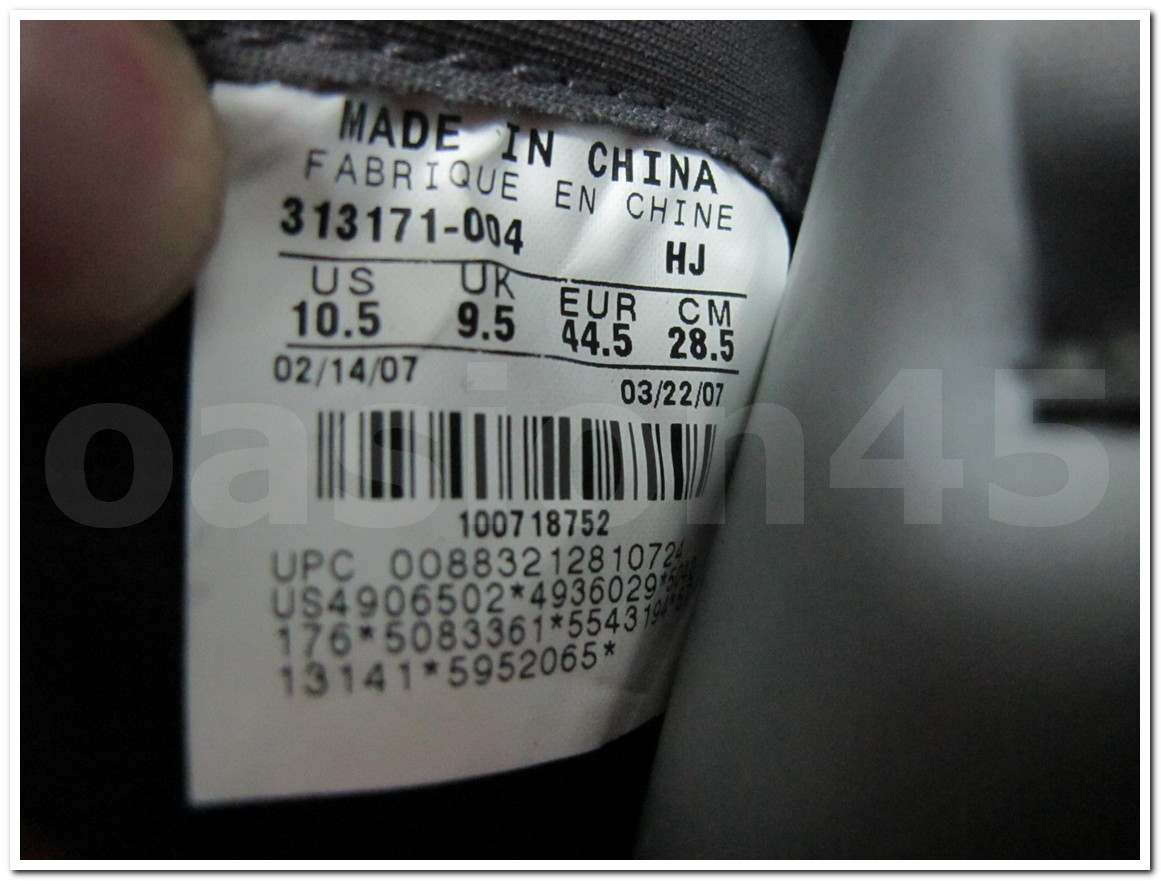 MADE IN CHINA
FABRIQUE EN CHINE
313171-004 HJ
US UK EUR CM
10.5 9.5 44.5 28.5
02/14/07 03/22/07
100718752
UPC 00883212810724
US4906502*4936029*
176*5083361*554319
13141*5952065*
oasion45